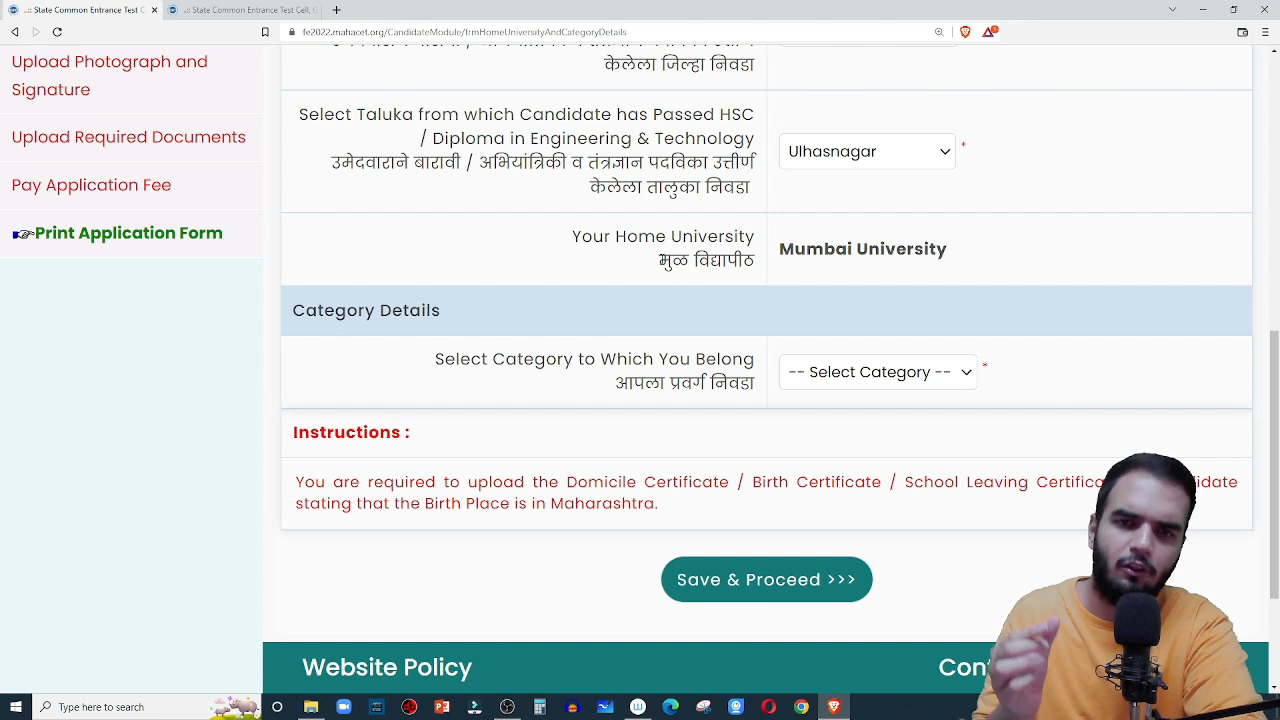 .:: State Common Entrance Test C
.:: State Common Entrance Test Cell, G
fe2022.mahacet.org/CandidateModule/frmHomeUniversityAndCategoryDetails
Upload Photograph and
Signature
Upload Required Documents
Pay Application Fee
Print Application Form
केलेला जिल्हा निवडा
Select Taluka from which Candidate has Passed HSC
/ Diploma in Engineering & Technology
उमेदवाराने बारावी / अभियांत्रिकी व तंत्रज्ञान पदविका उत्तीर्ण
केलेला तालुका निवडा
Ulhasnagar
*
Your Home University
मुळ विद्यापीठ
Mumbai University
Category Details
Select Category to Which You Belong
आपला प्रवर्ग निवडा
-- Select Category --
*
Instructions :
You are required to upload the Domicile Certificate / Birth Certificate / School Leaving
stating that the Birth Place is in Maharashtra.
Save & Proceed >>>
Website Policy
Type here to search